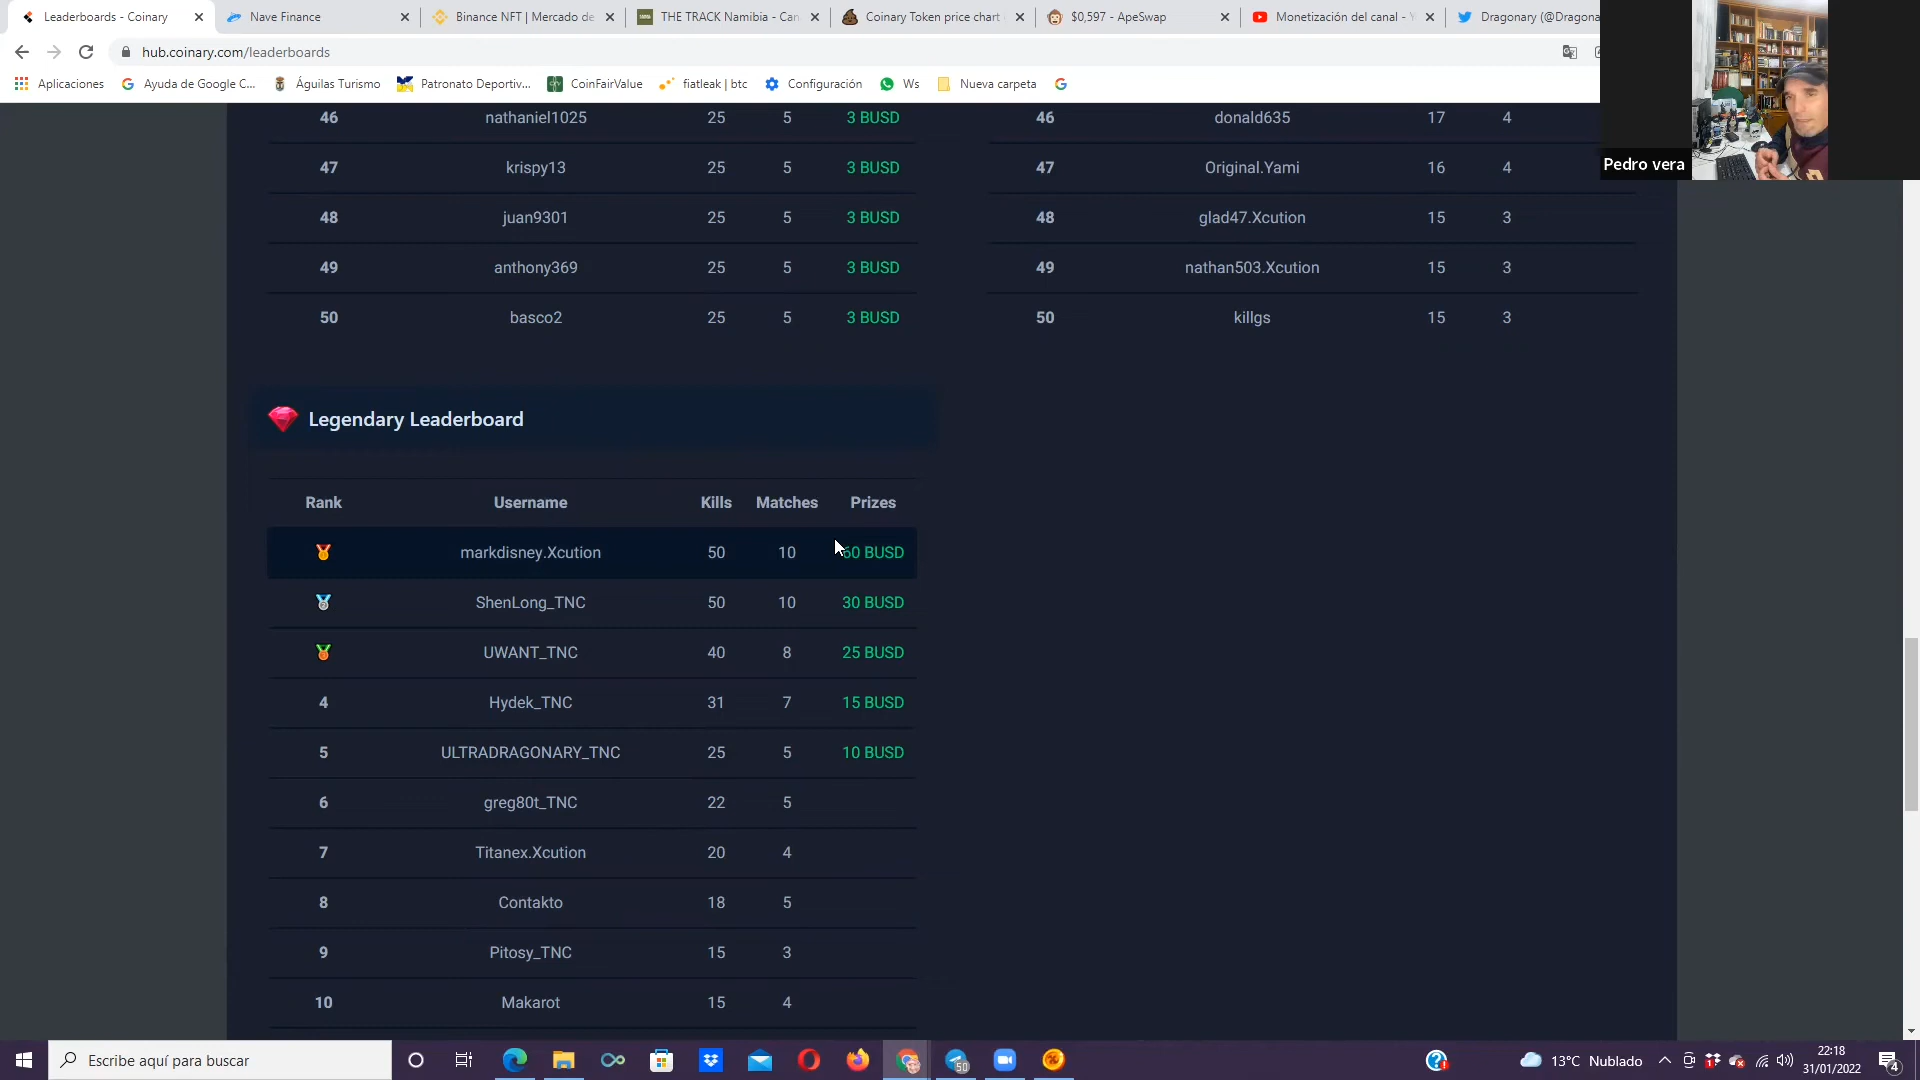 Leaderboards - Coinary
Nave Finance
Binance NFT | Mercado de
THE TRACK Namibia - Can
Coinary Token price chart
$0,597 - ApeSwap
Monetización del canal - Y
Dragonary (@Dragona
hub.coinary.com/leaderboards
Aplicaciones
Ayuda de Google C...
Águilas Turismo
Patronato Deportiv...
CoinFairValue
fiatleak | btc
Configuración
Ws
Nueva carpeta
Pedro vera
46 nathaniel1025 25 5 3 BUSD
47 krispy13 25 5 3 BUSD
48 juan9301 25 5 3 BUSD
49 anthony369 25 5 3 BUSD
50 basco2 25 5 3 BUSD
46 donald635 17 4
47 Original.Yami 16 4
48 glad47.Xcution 15 3
49 nathan503.Xcution 15 3
50 killgs 15 3
Legendary Leaderboard
Rank Username Kills Matches Prizes
markdisney.Xcution 50 10 60 BUSD
ShenLong_TNC 50 10 30 BUSD
UWANT_TNC 40 8 25 BUSD
4 Hydek_TNC 31 7 15 BUSD
5 ULTRADRAGONARY_TNC 25 5 10 BUSD
6 greg80t_TNC 22 5
7 Titanex.Xcution 20 4
8 Contakto 18 5
9 Pitosy_TNC 15 3
10 Makarot 15 4
Escribe aquí para buscar
50
13°C Nublado
22:18
31/01/2022
4